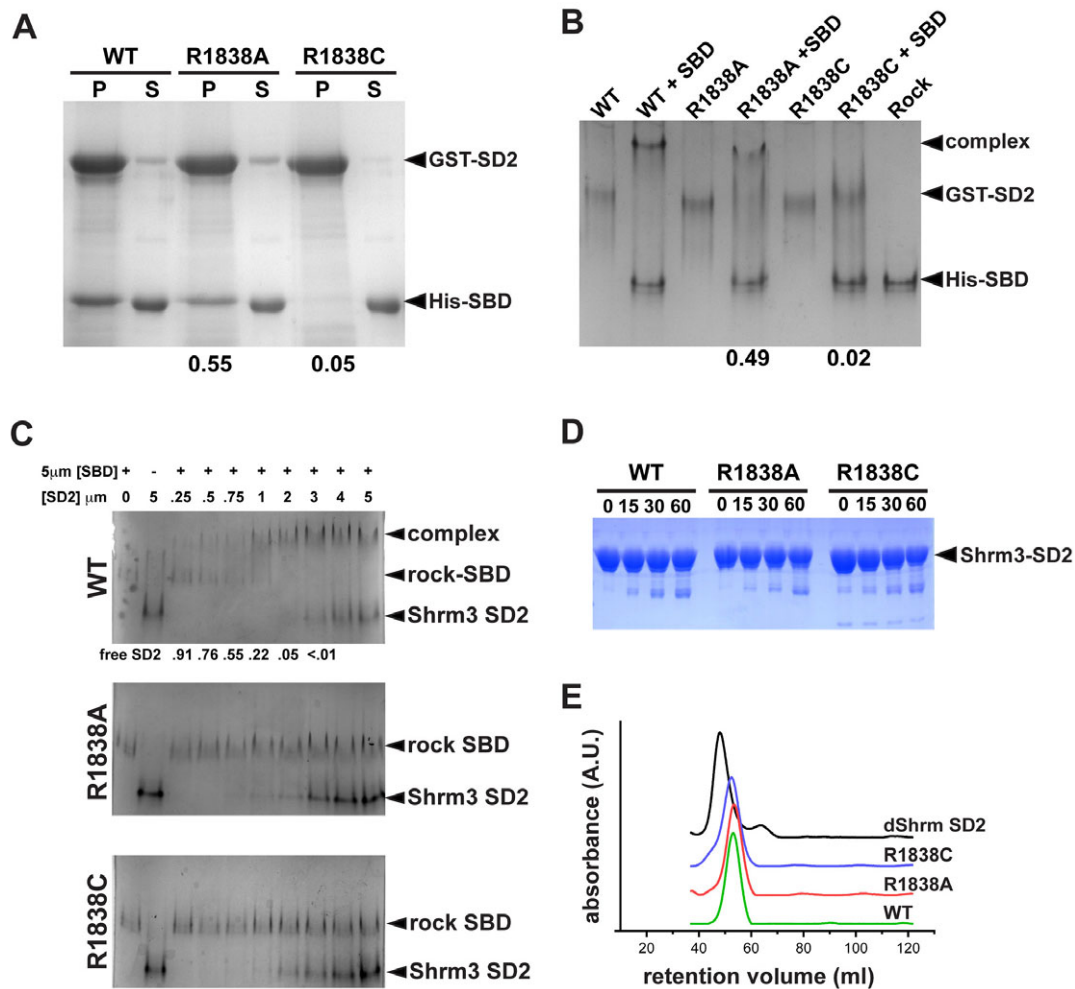 A
WT R1838A R1838C
P S P S P S
GST-SD2
His-SBD
0.55 0.05
B
WT WT + SBD R1838A R1838A +SBD R1838C R1838C + SBD Rock
complex
GST-SD2
His-SBD
0.49 0.02
C
5μm [SBD] + - + + + + + + + +
[SD2] μm 0 5 .25 .5 .75 1 2 3 4 5
WT
complex
rock-SBD
Shrm3 SD2
free SD2 .91 .76 .55 .22 .05 <.01
R1838A
rock SBD
Shrm3 SD2
R1838C
rock SBD
Shrm3 SD2
D
WT R1838A R1838C
0 15 30 60 0 15 30 60 0 15 30 60
Shrm3-SD2
E
absorbance (A.U.)
dShrm SD2
R1838C
R1838A
WT
20 40 60 80 100 120
retention volume (ml)